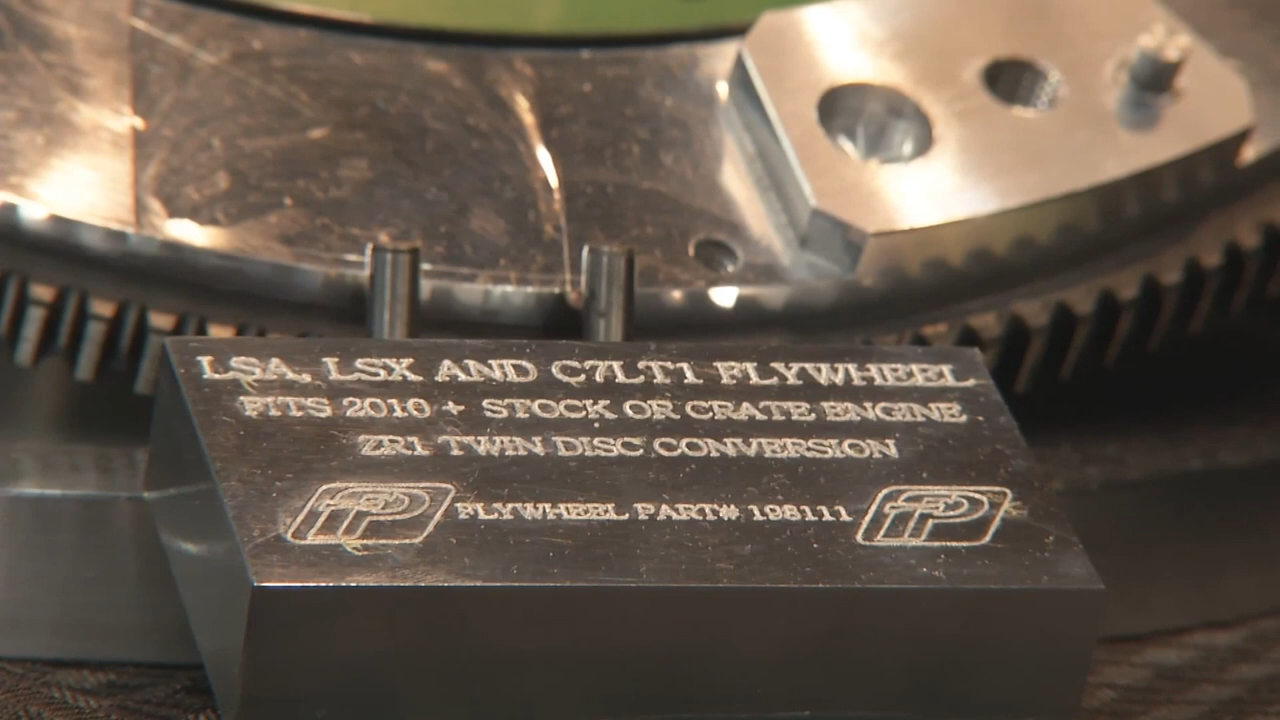 LSA, LSX AND C7LT1 FLYWHEEL
FITS 2010 + STOCK OR CRATE ENGINE
ZR1 TWIN DISC CONVERSION
FLYWHEEL PART# 198111